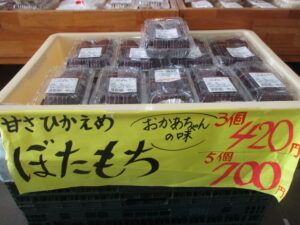 甘さひかえめ
ぼたもち
おかあちゃん
の味
3個
420円
5個
700円